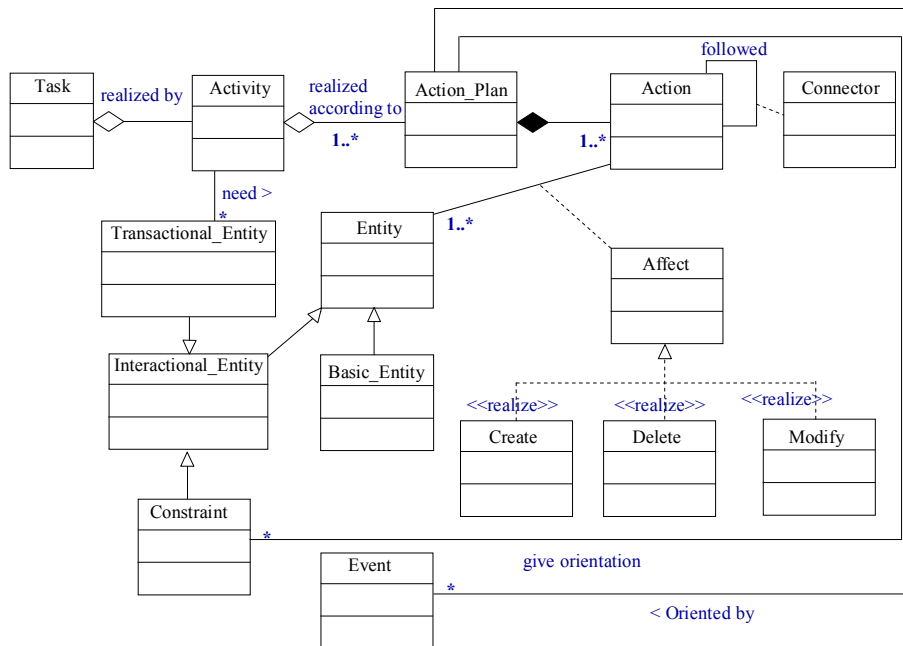 followed
Task
Activity
realized
Action_Plan
Action
Connector
realized by
according to
1..*
1..*
need >
*
Transactional_Entity
Entity
1..*
Affect
Interactional_Entity
Basic_Entity
<<realize>>
<<realize>>
<<realize>>
Create
Delete
Modify
Constraint
*
Event
give orientation
*
< Oriented by